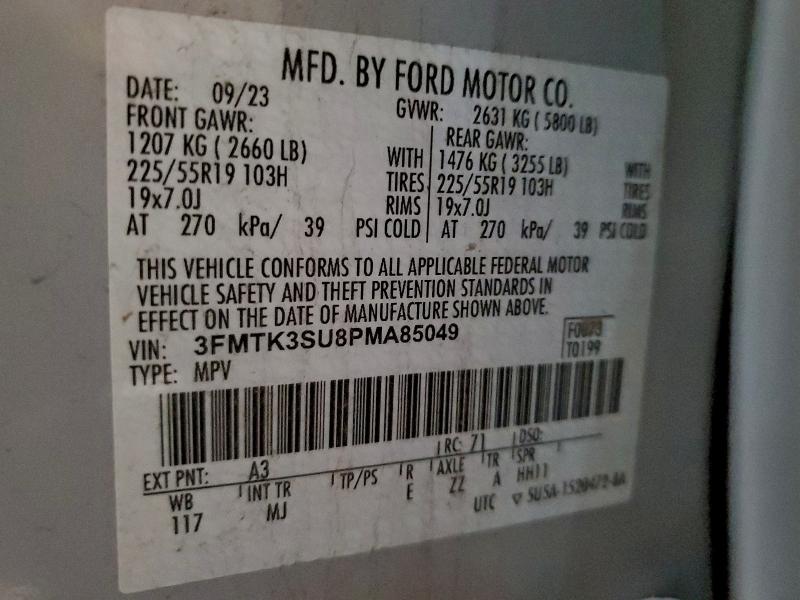 MFD. BY FORD MOTOR CO.
DATE: 09/23 GVWR: 2631 KG ( 5800 LB)
FRONT GAWR: REAR GAWR:
1207 KG ( 2660 LB) WITH 1476 KG ( 3255 LB) WITH
225/55R19 103H TIRES 225/55R19 103H TIRES
19x7.0J RIMS 19x7.0J RIMS
AT 270 kPa/ 39 PSI COLD AT 270 kPa/ 39 PSI COLD
THIS VEHICLE CONFORMS TO ALL APPLICABLE FEDERAL MOTOR
VEHICLE SAFETY AND THEFT PREVENTION STANDARDS IN
EFFECT ON THE DATE OF MANUFACTURE SHOWN ABOVE.
VIN: 3FMTK3SU8PMA85049
TYPE: MPV
T0199
EXT PNT: A3 RC: 71 DSO:
WB INT TR TP/PS R AXLE TR SPR
117 MJ E ZZ A HH11
UTC